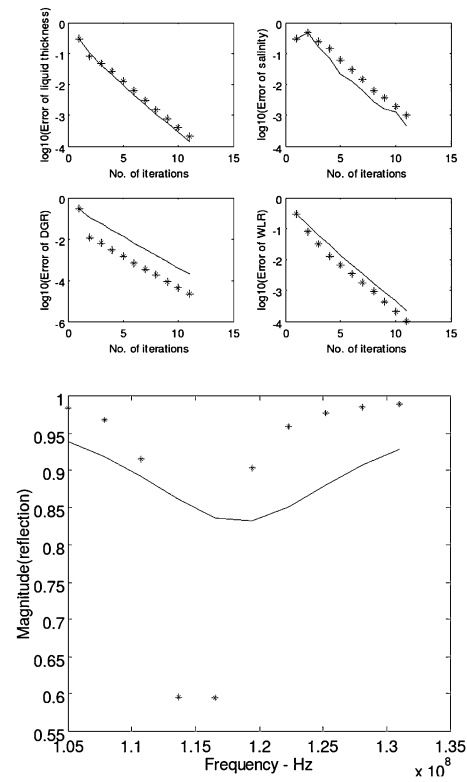 0
-1
-2
-3
-4
0 5 10 15
log10(Error of liquid thickness)
No. of iterations
0
-1
-2
-3
-4
0 5 10 15
log10(Error of salinity)
No. of iterations
0
-2
-4
-6
0 5 10 15
log10(Error of DGR)
No. of iterations
0
-1
-2
-3
-4
0 5 10 15
log10(Error of WLR)
No. of iterations
1
0.95
0.9
0.85
0.8
0.75
0.7
0.65
0.6
0.55
Magnitude(reflection)
1.05 1.1 1.15 1.2 1.25 1.3 1.35
Frequency - Hz
x 10^8